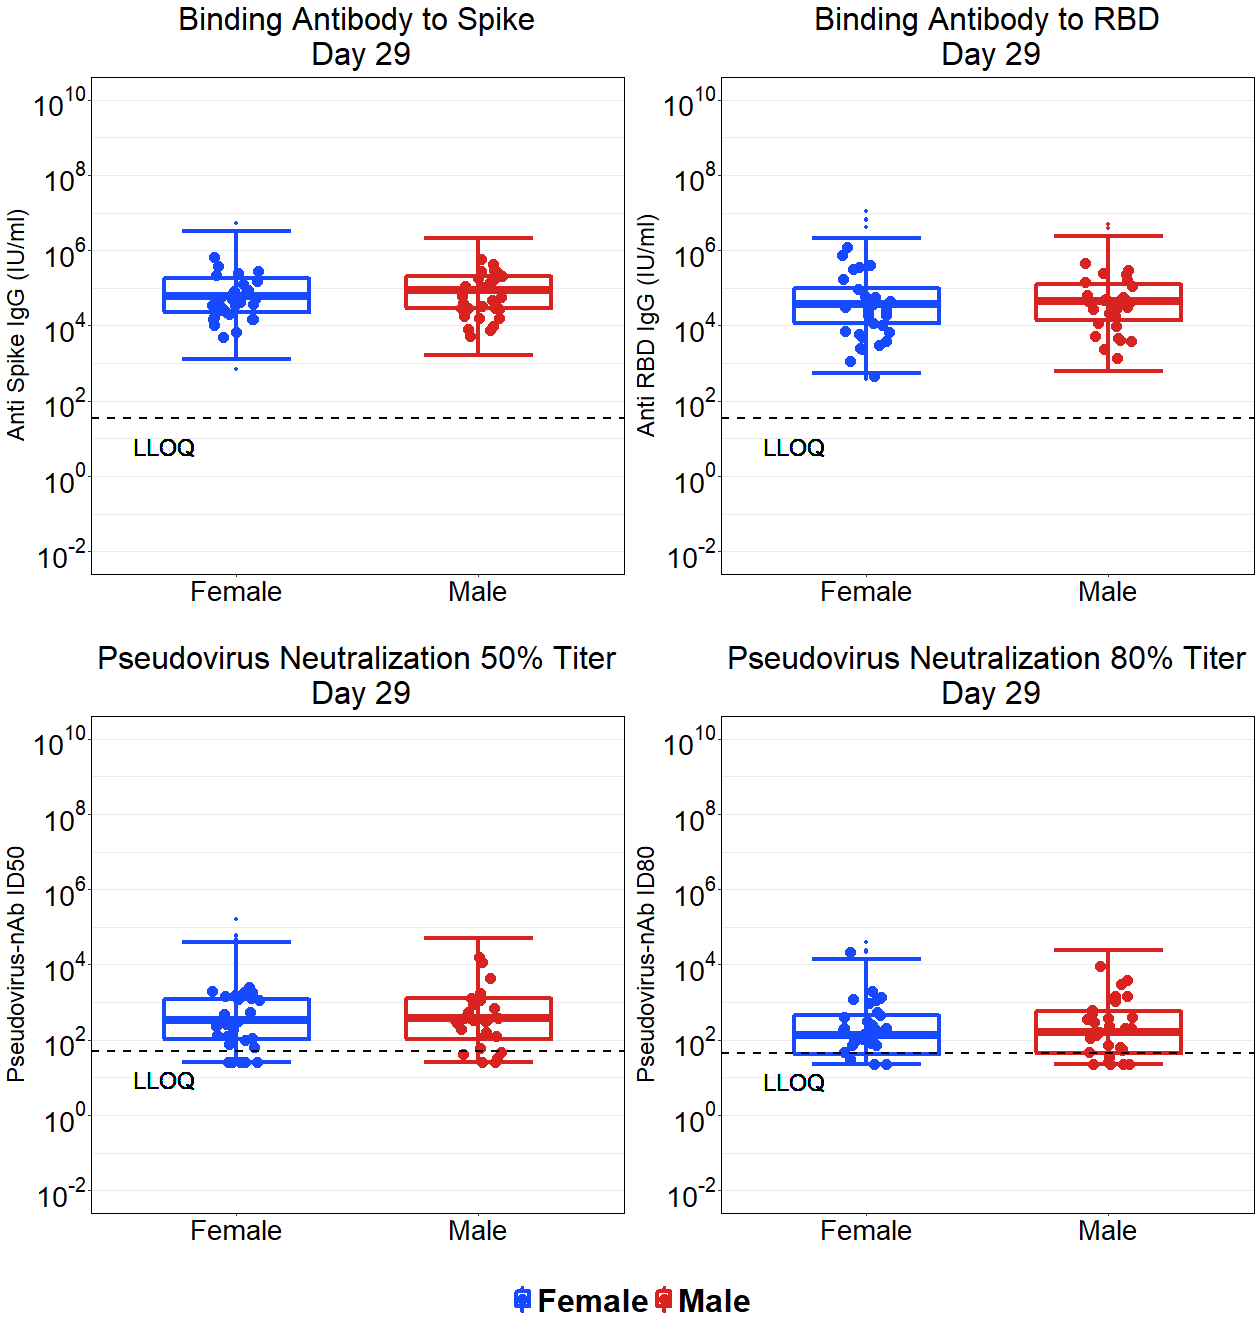 Binding Antibody to Spike
Day 29
Anti Spike IgG (IU/ml)
10^10
10^8
10^6
10^4
10^2
10^0
10^-2
LLOQ
Female Male
Binding Antibody to RBD
Day 29
Anti RBD IgG (IU/ml)
10^10
10^8
10^6
10^4
10^2
10^0
10^-2
LLOQ
Female Male
Pseudovirus Neutralization 50% Titer
Day 29
Pseudovirus-nAb ID50
10^10
10^8
10^6
10^4
10^2
10^0
10^-2
LLOQ
Female Male
Pseudovirus Neutralization 80% Titer
Day 29
Pseudovirus-nAb ID80
10^10
10^8
10^6
10^4
10^2
10^0
10^-2
LLOQ
Female Male
Female Male